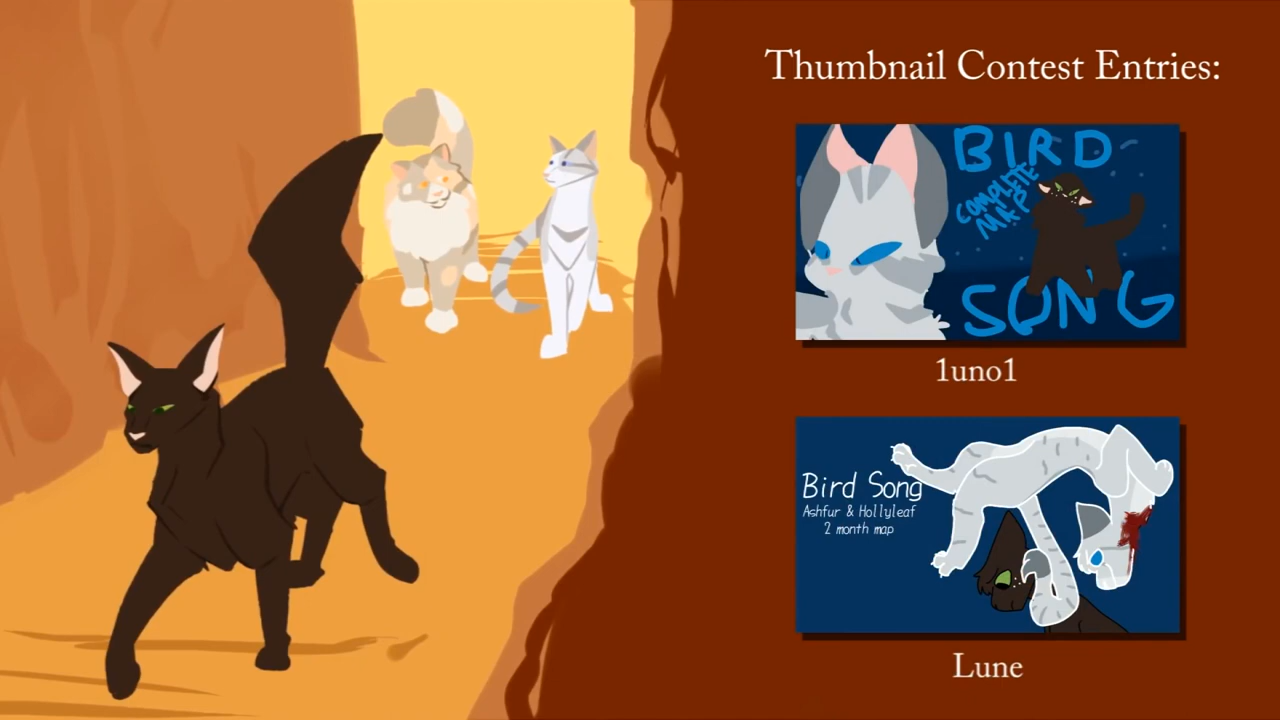 Thumbnail Contest Entries:
BIRD
COMPLETE
MAP
SONG
1uno1
Bird Song
Ashfur & Hollyleaf
2 month map
Lune